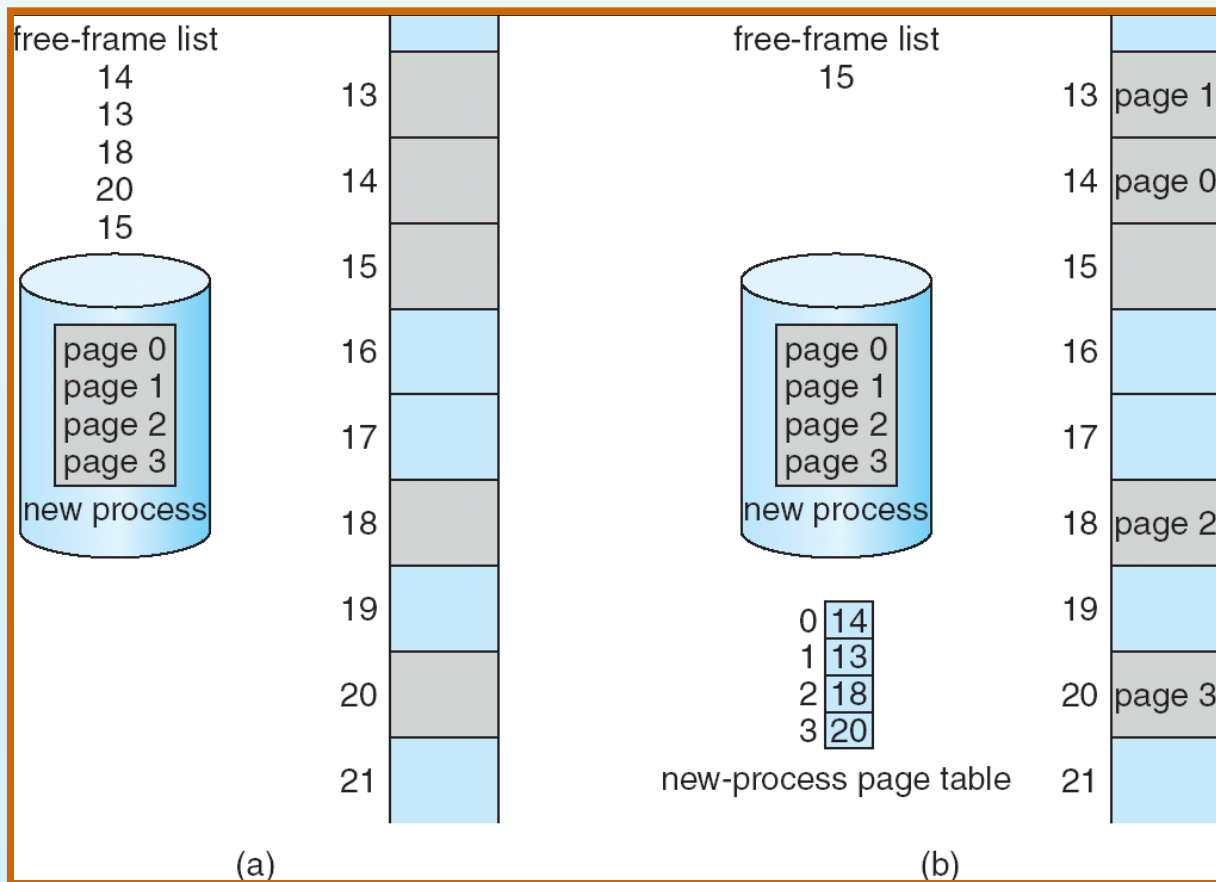 free-frame list
14
13
18
20
15
page 0
page 1
page 2
page 3
new process
13
14
15
16
17
18
19
20
21
(a)
free-frame list
15
page 0
page 1
page 2
page 3
new process
0 14
1 13
2 18
3 20
new-process page table
13 page 1
14 page 0
15
16
17
18 page 2
19
20 page 3
21
(b)